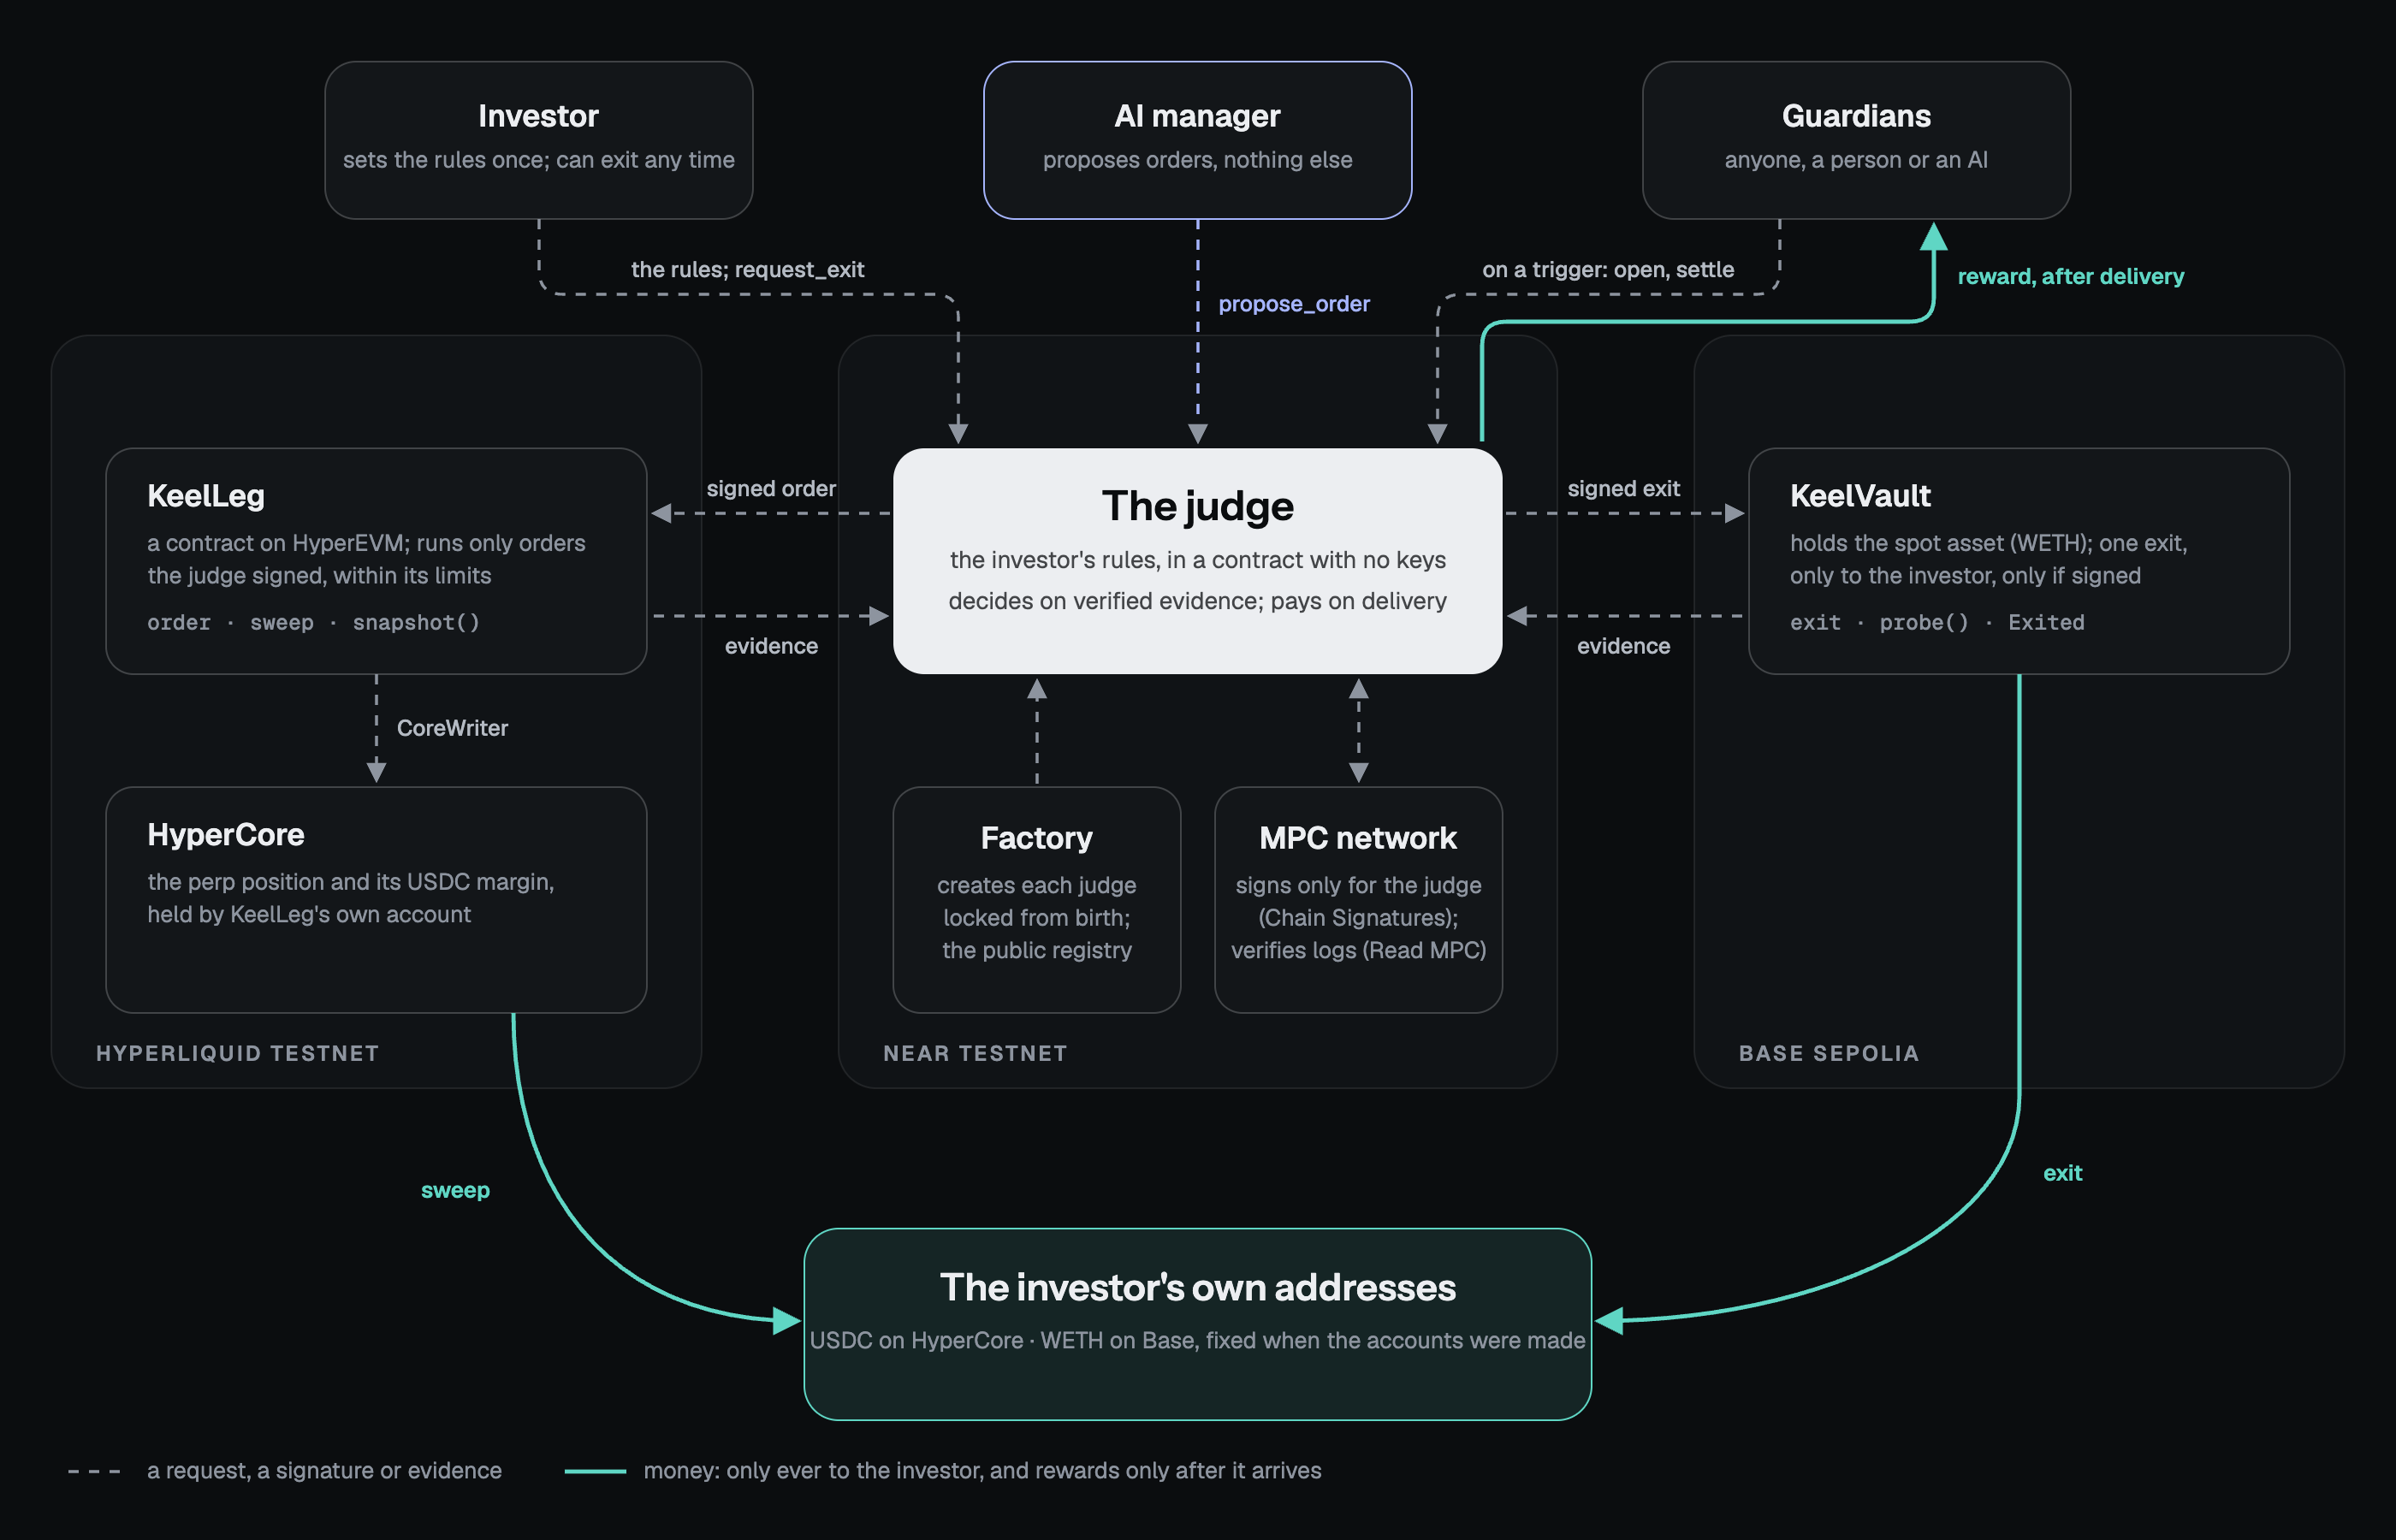 Investor
sets the rules once; can exit any time
AI manager
proposes orders, nothing else
Guardians
anyone, a person or an AI
the rules; request_exit
propose_order
on a trigger: open, settle
reward, after delivery
KeelLeg
a contract on HyperEVM; runs only orders
the judge signed, within its limits
order · sweep · snapshot()
signed order
evidence
The judge
the investor's rules, in a contract with no keys
decides on verified evidence; pays on delivery
signed exit
evidence
KeelVault
holds the spot asset (WETH); one exit,
only to the investor, only if signed
exit · probe() · Exited
CoreWriter
HyperCore
the perp position and its USDC margin,
held by KeelLeg's own account
Factory
creates each judge
locked from birth;
the public registry
MPC network
signs only for the judge
(Chain Signatures);
verifies logs (Read MPC)
HYPERLIQUID TESTNET
NEAR TESTNET
BASE SEPOLIA
sweep
exit
The investor's own addresses
USDC on HyperCore · WETH on Base, fixed when the accounts were made
a request, a signature or evidence
money: only ever to the investor, and rewards only after it arrives